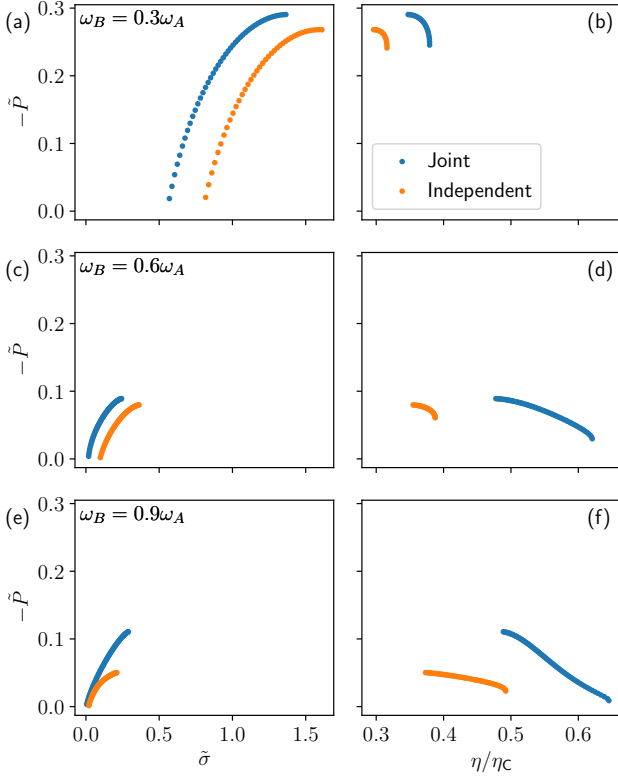 (a)
ω_B = 0.3ω_A
(b)
0.3
0.2
0.1
0.0
−P̃
Joint
Independent
(c)
ω_B = 0.6ω_A
(d)
0.3
0.2
0.1
0.0
−P̃
(e)
ω_B = 0.9ω_A
(f)
0.3
0.2
0.1
0.0
−P̃
0.0 0.5 1.0 1.5
0.3 0.4 0.5 0.6
σ̃
η/η_C